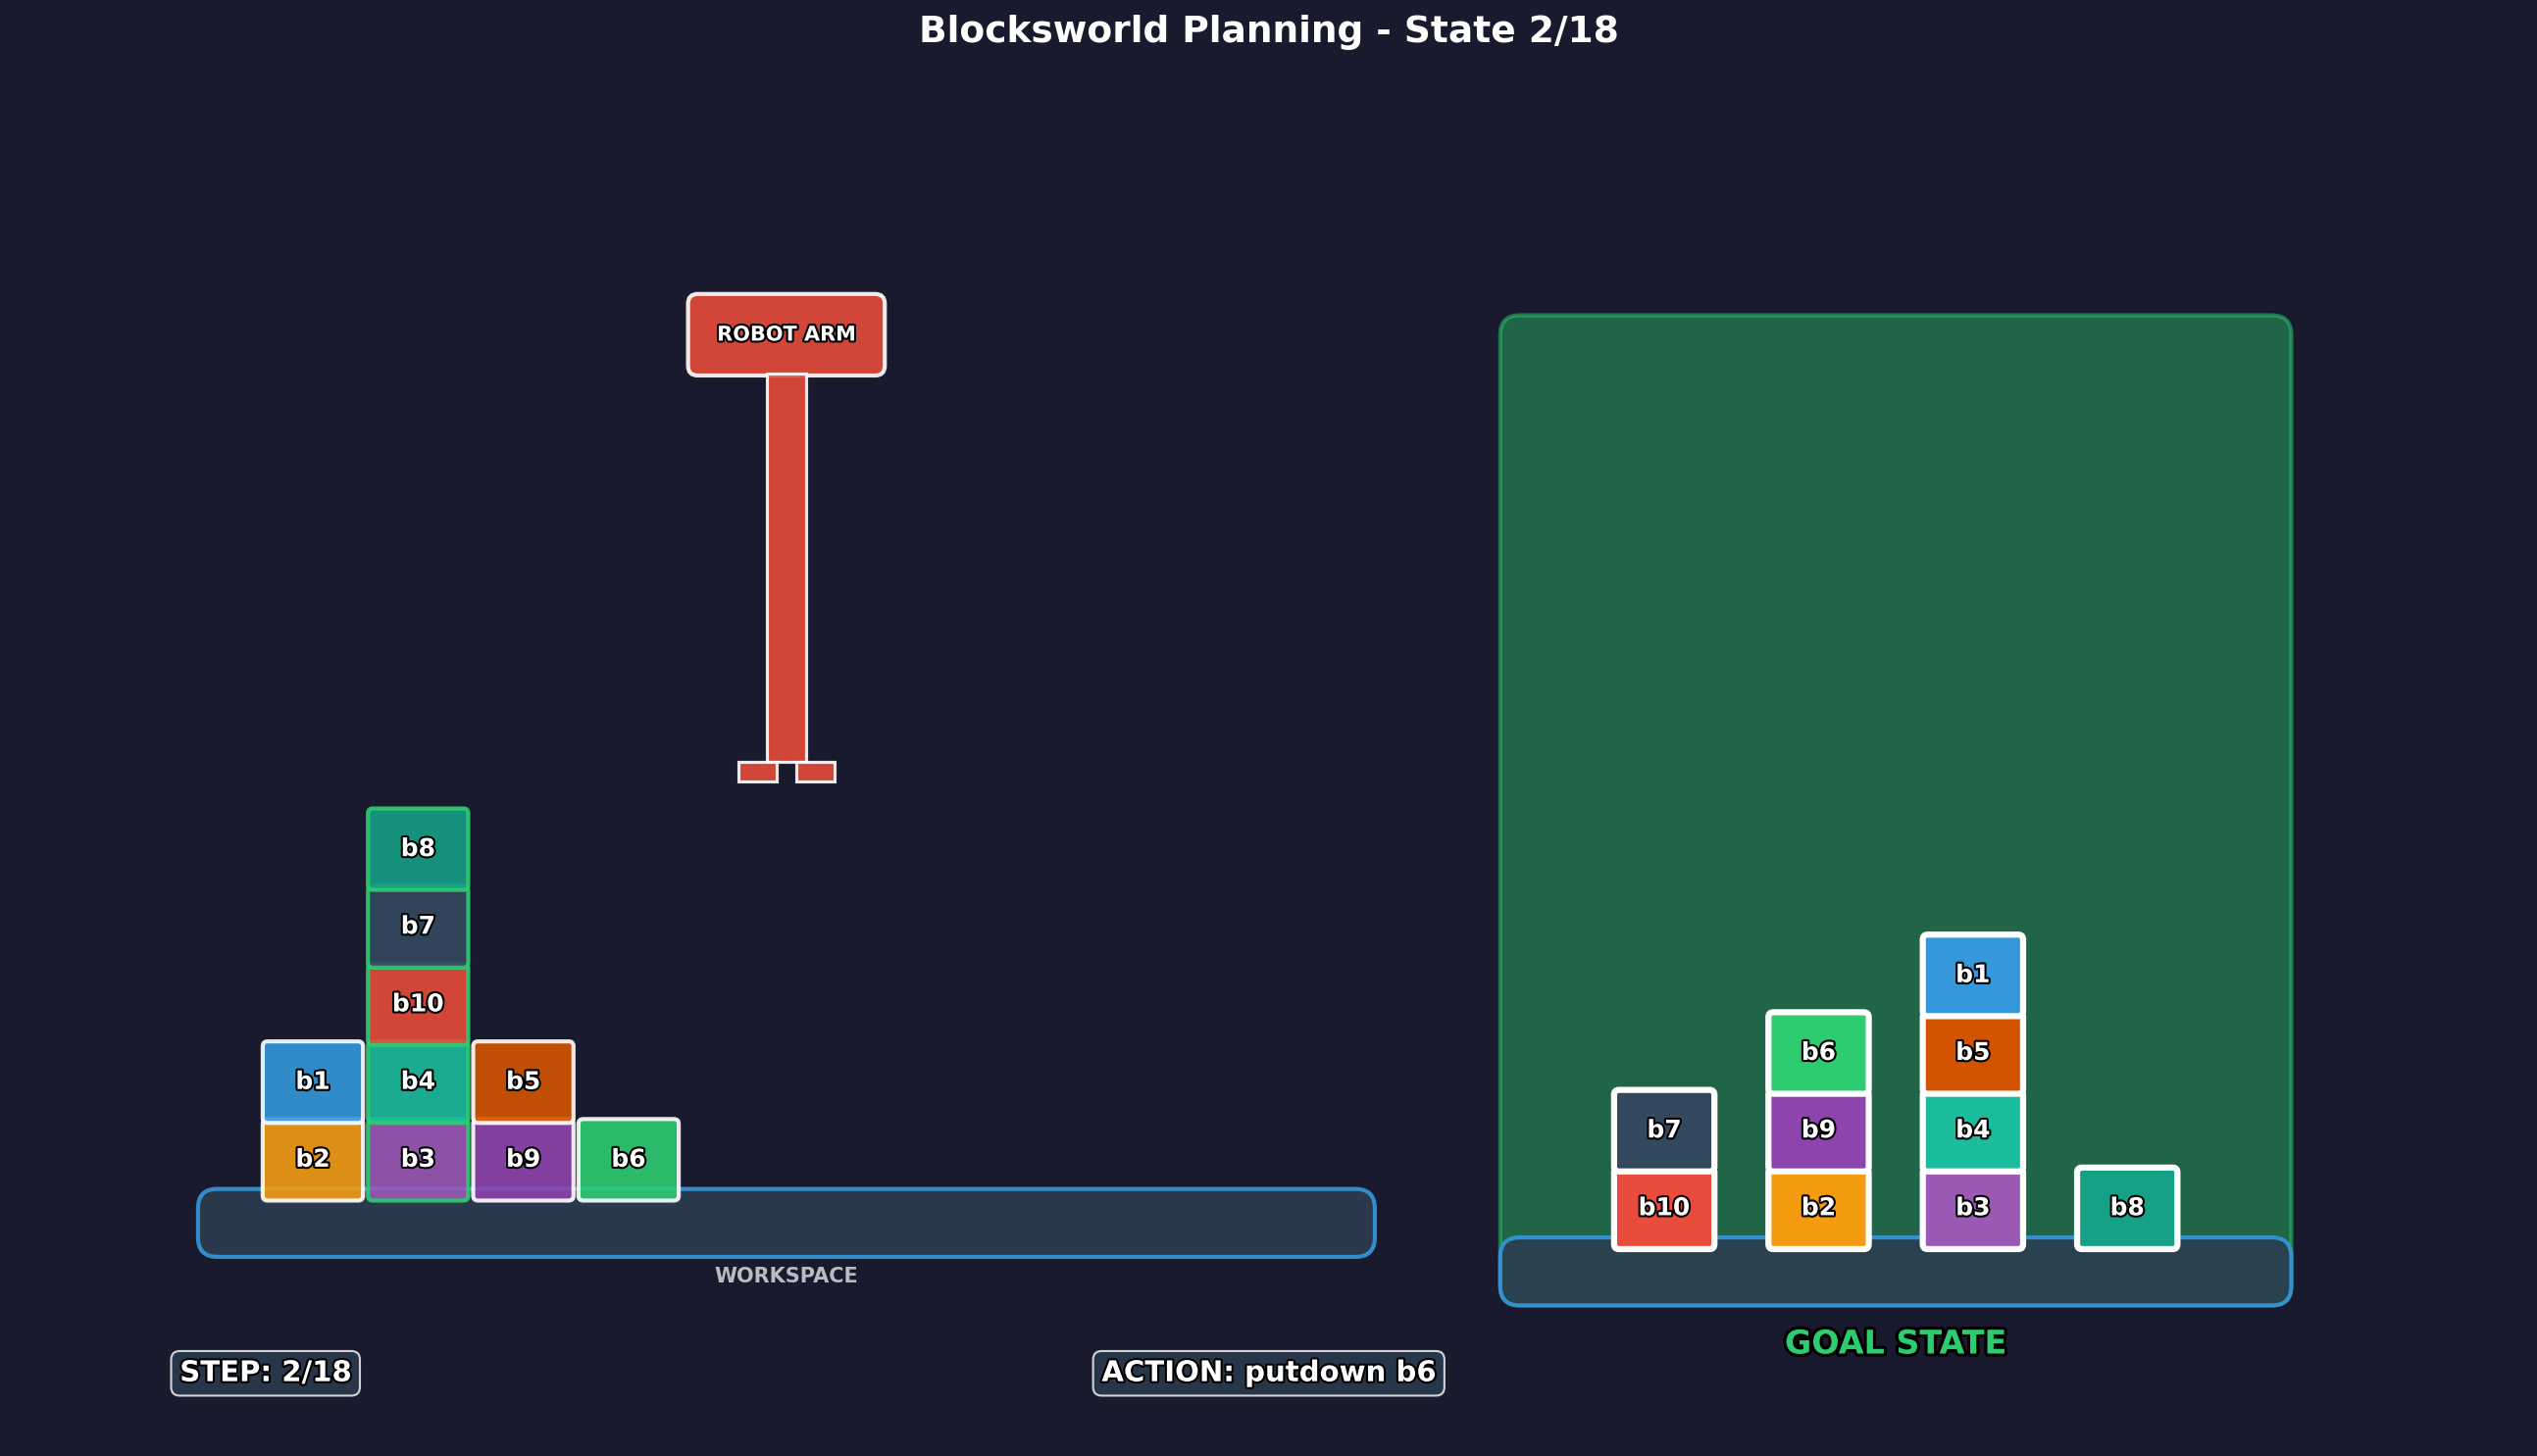 Blocksworld Planning - State 2/18
ROBOT ARM
b8
b7
b10
b1 b4 b5
b2 b3 b9 b6
WORKSPACE
b1
b6 b5
b7 b9 b4
b10 b2 b3 b8
GOAL STATE
STEP: 2/18
ACTION: putdown b6